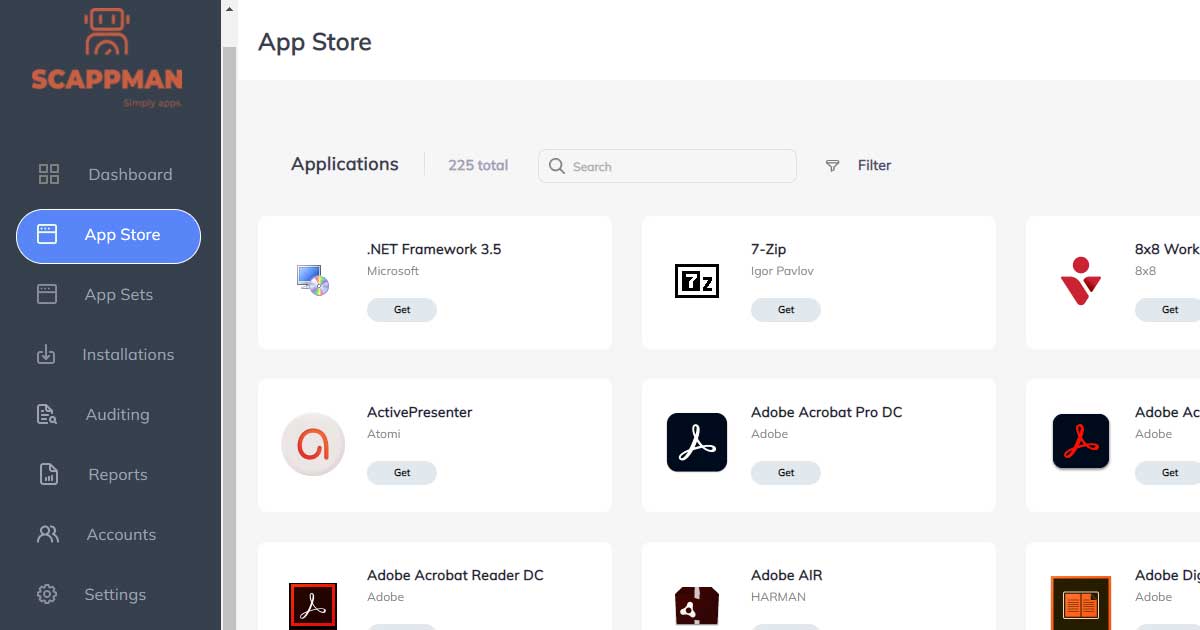 SCAPPMAN
Simply apps.
Dashboard
App Store
App Sets
Installations
Auditing
Reports
Accounts
Settings
App Store
Applications
225 total
Search
Filter
.NET Framework 3.5
Microsoft
Get
7-Zip
Igor Pavlov
Get
8x8 Work
8x8
Get
ActivePresenter
Atomi
Get
Adobe Acrobat Pro DC
Adobe
Get
Adobe Ac
Adobe
Get
Adobe Acrobat Reader DC
Adobe
Adobe AIR
HARMAN
Adobe Dig
Adobe